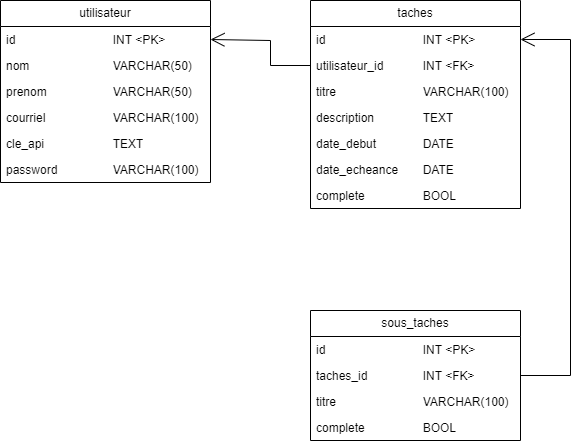 utilisateur
id INT <PK>
nom VARCHAR(50)
prenom VARCHAR(50)
courriel VARCHAR(100)
cle_api TEXT
password VARCHAR(100)
taches
id INT <PK>
utilisateur_id INT <FK>
titre VARCHAR(100)
description TEXT
date_debut DATE
date_echeance DATE
complete BOOL
sous_taches
id INT <PK>
taches_id INT <FK>
titre VARCHAR(100)
complete BOOL